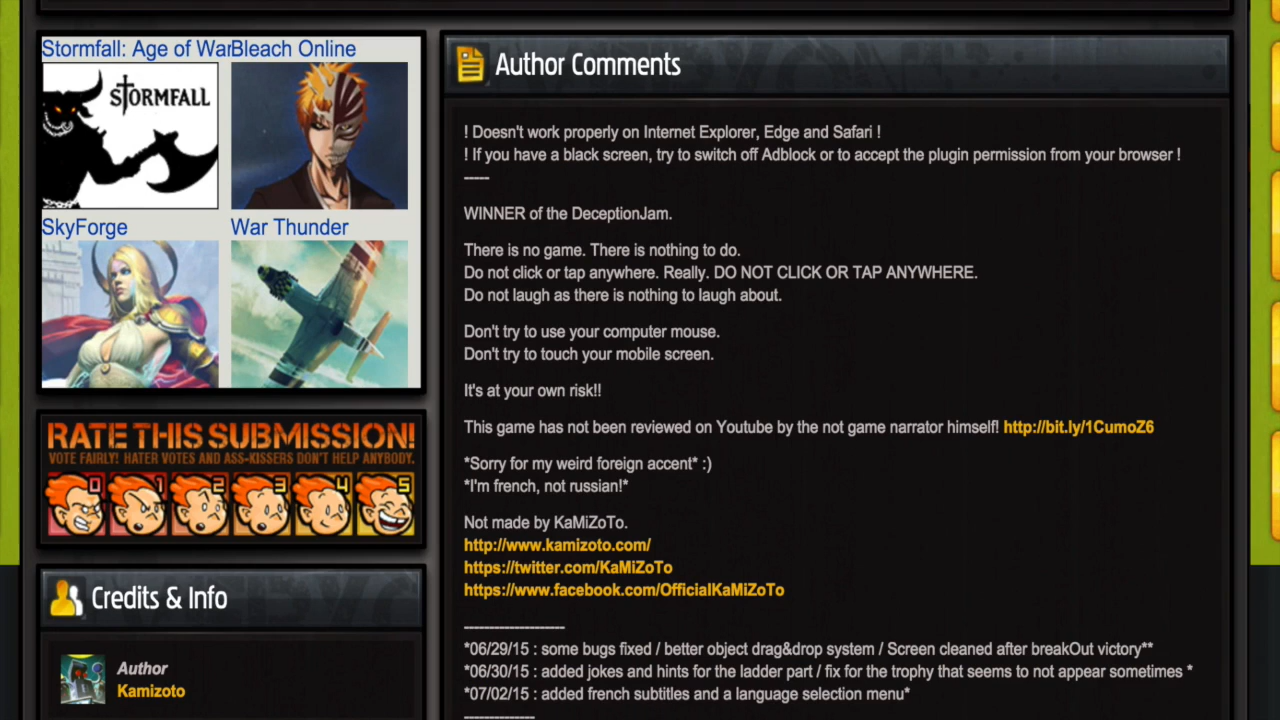 Stormfall: Age of War
Bleach Online
STORMFALL
SkyForge
War Thunder
RATE THIS SUBMISSION!
VOTE FAIRLY! HATER VOTES AND ASS-KISSERS DON'T HELP ANYBODY.
0 1 2 3 4 5
Credits & Info
Author
Kamizoto
Author Comments
! Doesn't work properly on Internet Explorer, Edge and Safari !
! If you have a black screen, try to switch off Adblock or to accept the plugin permission from your browser !
-----
WINNER of the DeceptionJam.
There is no game. There is nothing to do.
Do not click or tap anywhere. Really. DO NOT CLICK OR TAP ANYWHERE.
Do not laugh as there is nothing to laugh about.
Don't try to use your computer mouse.
Don't try to touch your mobile screen.
It's at your own risk!!
This game has not been reviewed on Youtube by the not game narrator himself! http://bit.ly/1CumoZ6
*Sorry for my weird foreign accent* :)
*I'm french, not russian!*
Not made by KaMiZoTo.
http://www.kamizoto.com/
https://twitter.com/KaMiZoTo
https://www.facebook.com/OfficialKaMiZoTo
--------------------
*06/29/15 : some bugs fixed / better object drag&drop system / Screen cleaned after breakOut victory**
*06/30/15 : added jokes and hints for the ladder part / fix for the trophy that seems to not appear sometimes *
*07/02/15 : added french subtitles and a language selection menu*
--------------